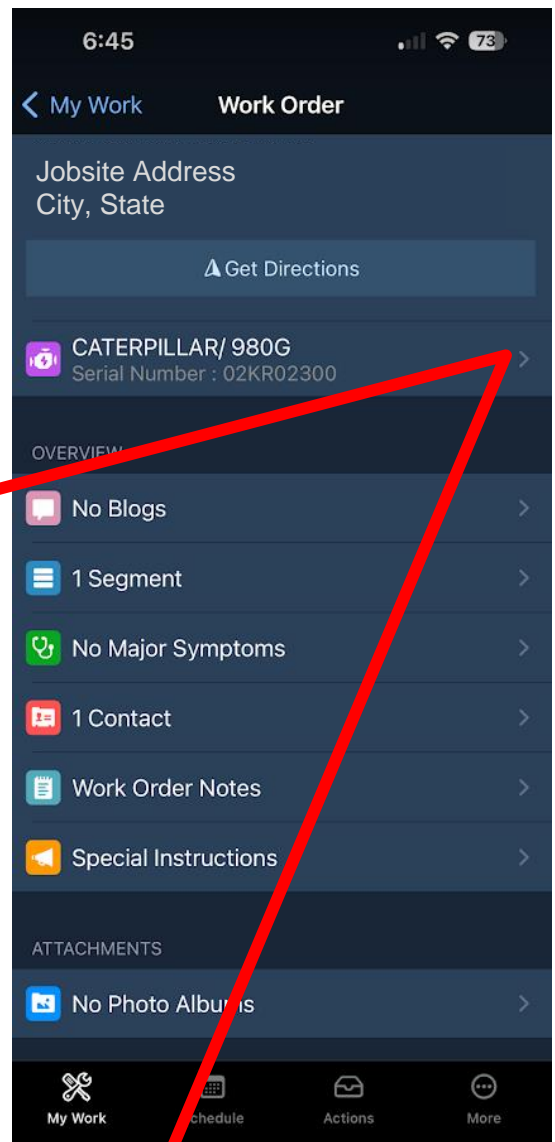 6:45
73
My Work
Work Order
Jobsite Address
City, State
Get Directions
CATERPILLAR/ 980G
Serial Number : 02KR02300
OVERVIEW
No Blogs
1 Segment
No Major Symptoms
1 Contact
Work Order Notes
Special Instructions
ATTACHMENTS
No Photo Albums
My Work
Schedule
Actions
More